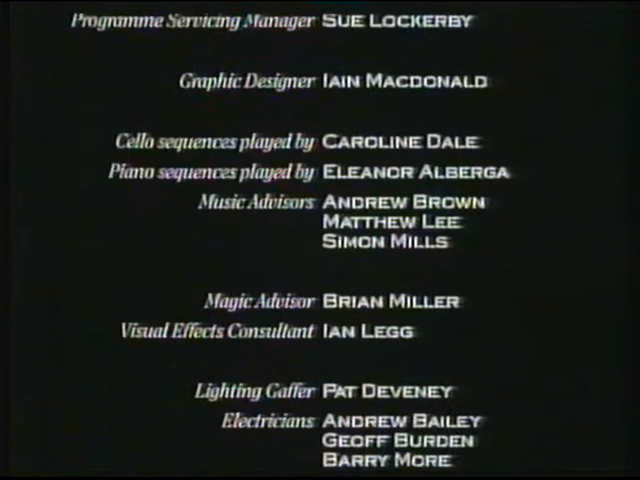 Programme Servicing Manager SUE LOCKERBY
Graphic Designer IAIN MACDONALD
Cello sequences played by CAROLINE DALE
Piano sequences played by ELEANOR ALBERGA
Music Advisors ANDREW BROWN
MATTHEW LEE
SIMON MILLS
Magic Advisor BRIAN MILLER
Visual Effects Consultant IAN LEGG
Lighting Gaffer PAT DEVENEY
Electricians ANDREW BAILEY
GEOFF BURDEN
BARRY MORE